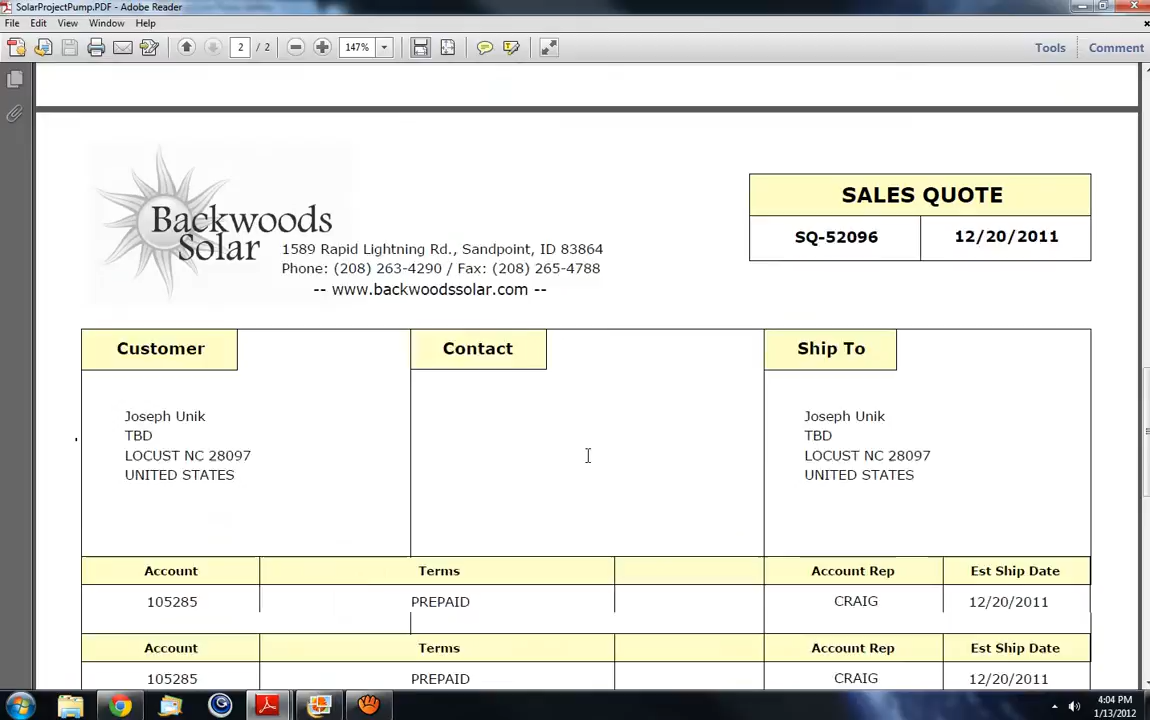 SolarProjectPump.PDF - Adobe Reader
File Edit View Window Help
2 / 2 147% Tools Comment
Backwoods
Solar
1589 Rapid Lightning Rd., Sandpoint, ID 83864
Phone: (208) 263-4290 / Fax: (208) 265-4788
-- www.backwoodssolar.com --
SALES QUOTE
SQ-52096 12/20/2011
Customer Contact Ship To
Joseph Unik Joseph Unik
TBD TBD
LOCUST NC 28097 LOCUST NC 28097
UNITED STATES UNITED STATES
Account Terms Account Rep Est Ship Date
105285 PREPAID CRAIG 12/20/2011
Account Terms Account Rep Est Ship Date
105285 PREPAID CRAIG 12/20/2011
4:04 PM
1/13/2012